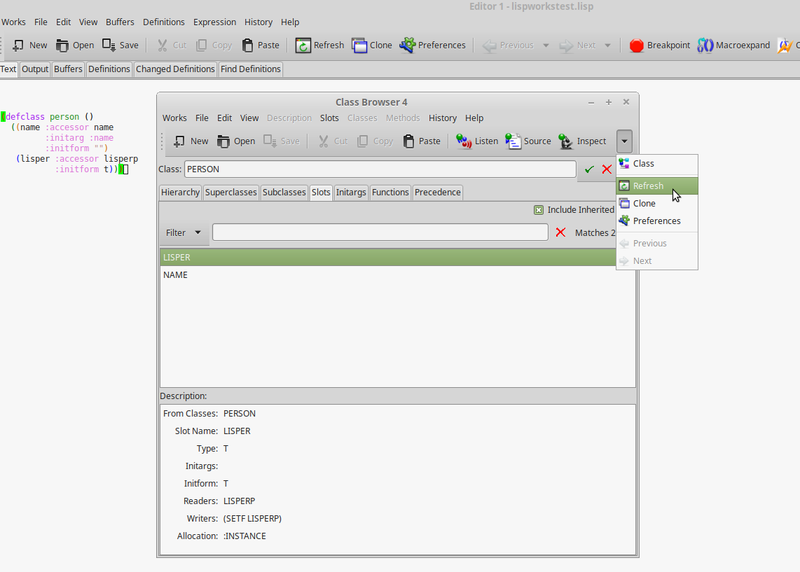 Editor 1 - lispworkstest.lisp
Works File Edit View Buffers Definitions Expression History Help
New Open Save Cut Copy Paste Refresh Clone Preferences Previous Next Breakpoint Macroexpand
Text Output Buffers Definitions Changed Definitions Find Definitions
(defclass person ()
((name :accessor name
:initarg :name
:initform "")
(lisper :accessor lisperp
:initform t)))
Class Browser 4
Works File Edit View Description Slots Classes Methods History Help
New Open Save Cut Copy Paste Listen Source Inspect
Class: PERSON
Hierarchy Superclasses Subclasses Slots Initargs Functions Precedence
Include Inherited
Filter Matches 2
LISPER
NAME
Description:
From Classes: PERSON
Slot Name: LISPER
Type: T
Initargs:
Initform: T
Readers: LISPERP
Writers: (SETF LISPERP)
Allocation: :INSTANCE
Class
Refresh
Clone
Preferences
Previous
Next